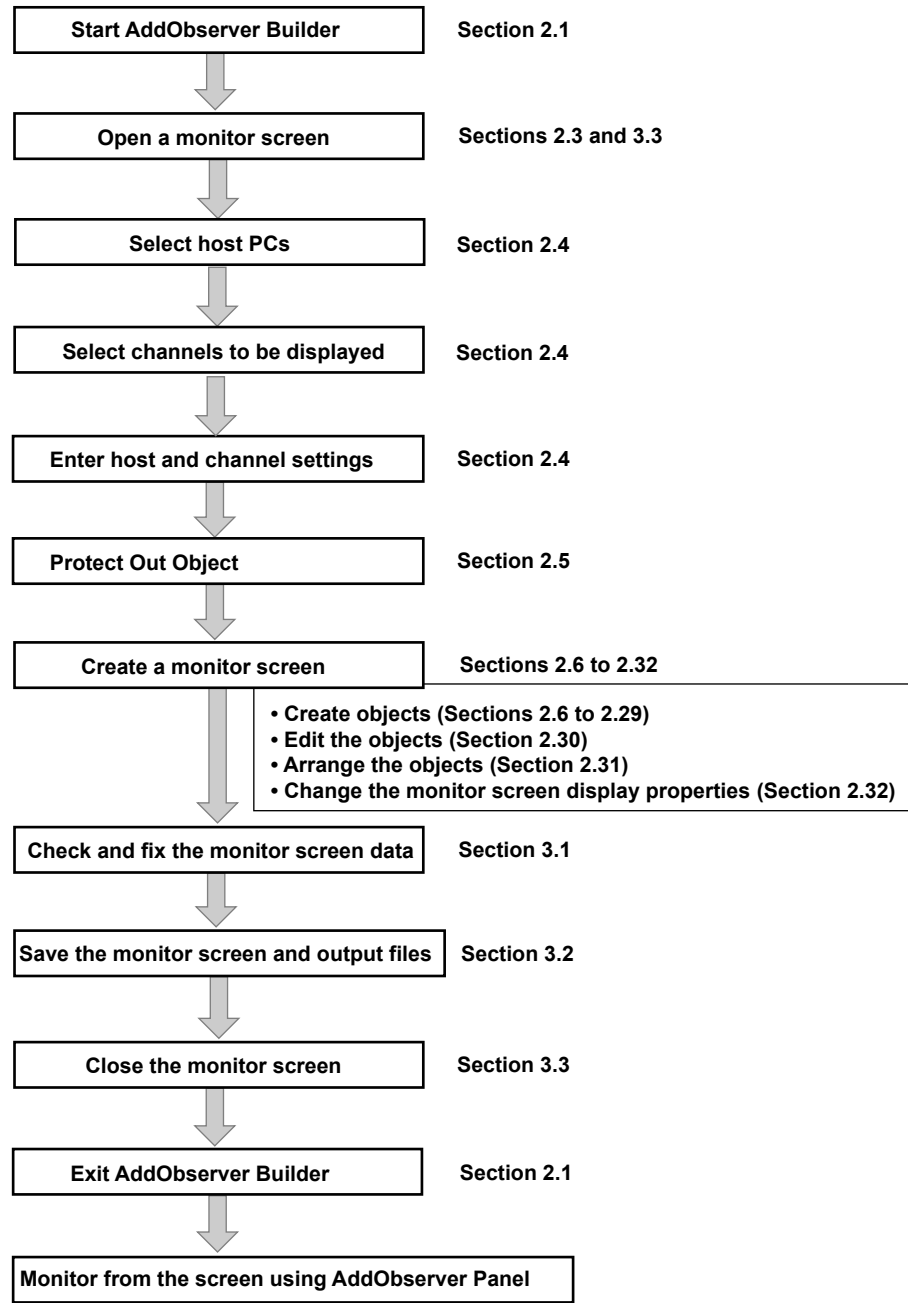 Start AddObserver Builder
Section 2.1
Open a monitor screen
Sections 2.3 and 3.3
Select host PCs
Section 2.4
Select channels to be displayed
Section 2.4
Enter host and channel settings
Section 2.4
Protect Out Object
Section 2.5
Create a monitor screen
Sections 2.6 to 2.32
• Create objects (Sections 2.6 to 2.29)
• Edit the objects (Section 2.30)
• Arrange the objects (Section 2.31)
• Change the monitor screen display properties (Section 2.32)
Check and fix the monitor screen data
Section 3.1
Save the monitor screen and output files
Section 3.2
Close the monitor screen
Section 3.3
Exit AddObserver Builder
Section 2.1
Monitor from the screen using AddObserver Panel